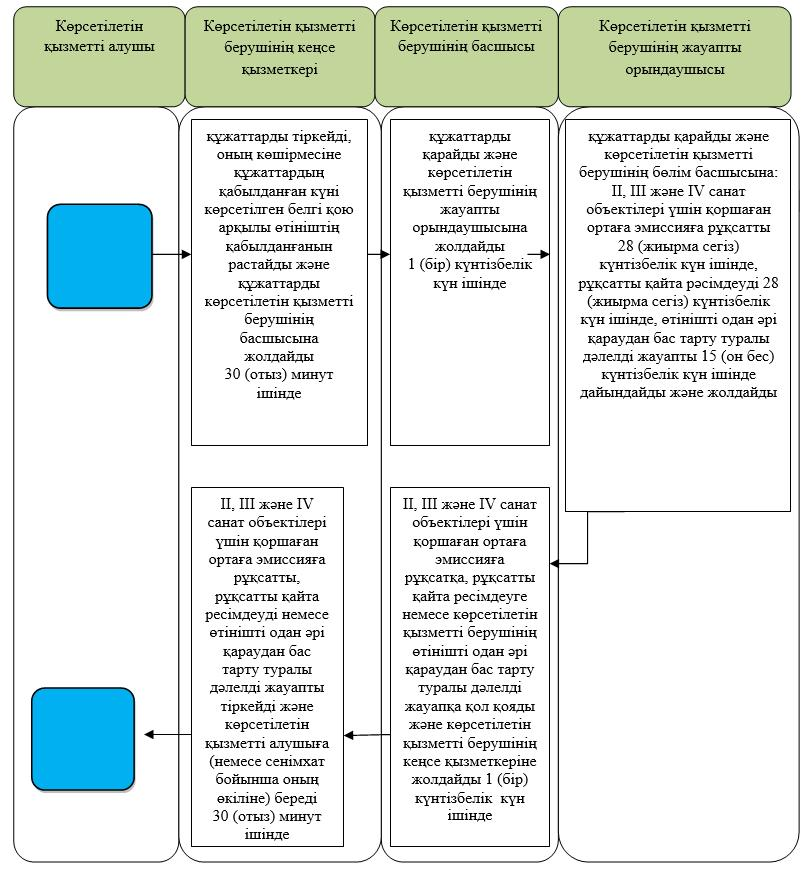 Көрсетілетін
қызметті алушы
Көрсетілетін қызметті
берушінің кеңсе
қызметкері
Көрсетілетін қызметті
берушінің басшысы
Көрсетілетін қызметті
берушінің жауапты
орындаушысы
құжаттарды тіркейді,
оның көшірмесіне
құжаттардың
қабылданған күні
көрсетілген белгі қою
арқылы өтініштің
қабылданғанын
растайды және
құжаттарды
көрсетілетін қызметті
берушінің
басшысына
жолдайды
30 (отыз) минут
ішінде
құжаттарды
қарайды және
көрсетілетін
қызметті берушінің
жауапты
орындаушысына
жолдайды
1 (бір) күнтізбелік
күн ішінде
құжаттарды қарайды және
көрсетілетін қызметті
берушінің бөлім басшысына:
II, III және IV санат
объектілері үшін қоршаған
ортаға эмиссияға рұқсатты
28 (жиырма сегіз)
күнтізбелік күн ішінде,
рұқсатты қайта рәсімдеуді 28
(жиырма сегіз) күнтізбелік
күн ішінде, өтінішті одан әрі
қараудан бас тарту туралы
дәлелді жауапты 15 (он бес)
күнтізбелік күн ішінде
дайындайды және жолдайды
II, III және IV
санат объектілері
үшін қоршаған
ортаға эмиссияға
рұқсатты,
рұқсатты қайта
ресімдеуді немесе
өтінішті одан әрі
қараудан бас
тарту туралы
дәлелді жауапты
тіркейді және
көрсетілетін
қызметті алушыға
(немесе сенімхат
бойынша оның
өкіліне) береді
30 (отыз) минут
ішінде
II, III және IV санат
объектілері үшін
қоршаған ортаға
эмиссияға
рұқсатқа, рұқсатты
қайта ресімдеуге
немесе көрсетілетін
қызметті берушінің
өтінішті одан әрі
қараудан бас тарту
туралы дәлелді
жауапқа қол қояды
және көрсетілетін
қызметті берушінің
кеңсе қызметкеріне
жолдайды 1 (бір)
күнтізбелік күн
ішінде